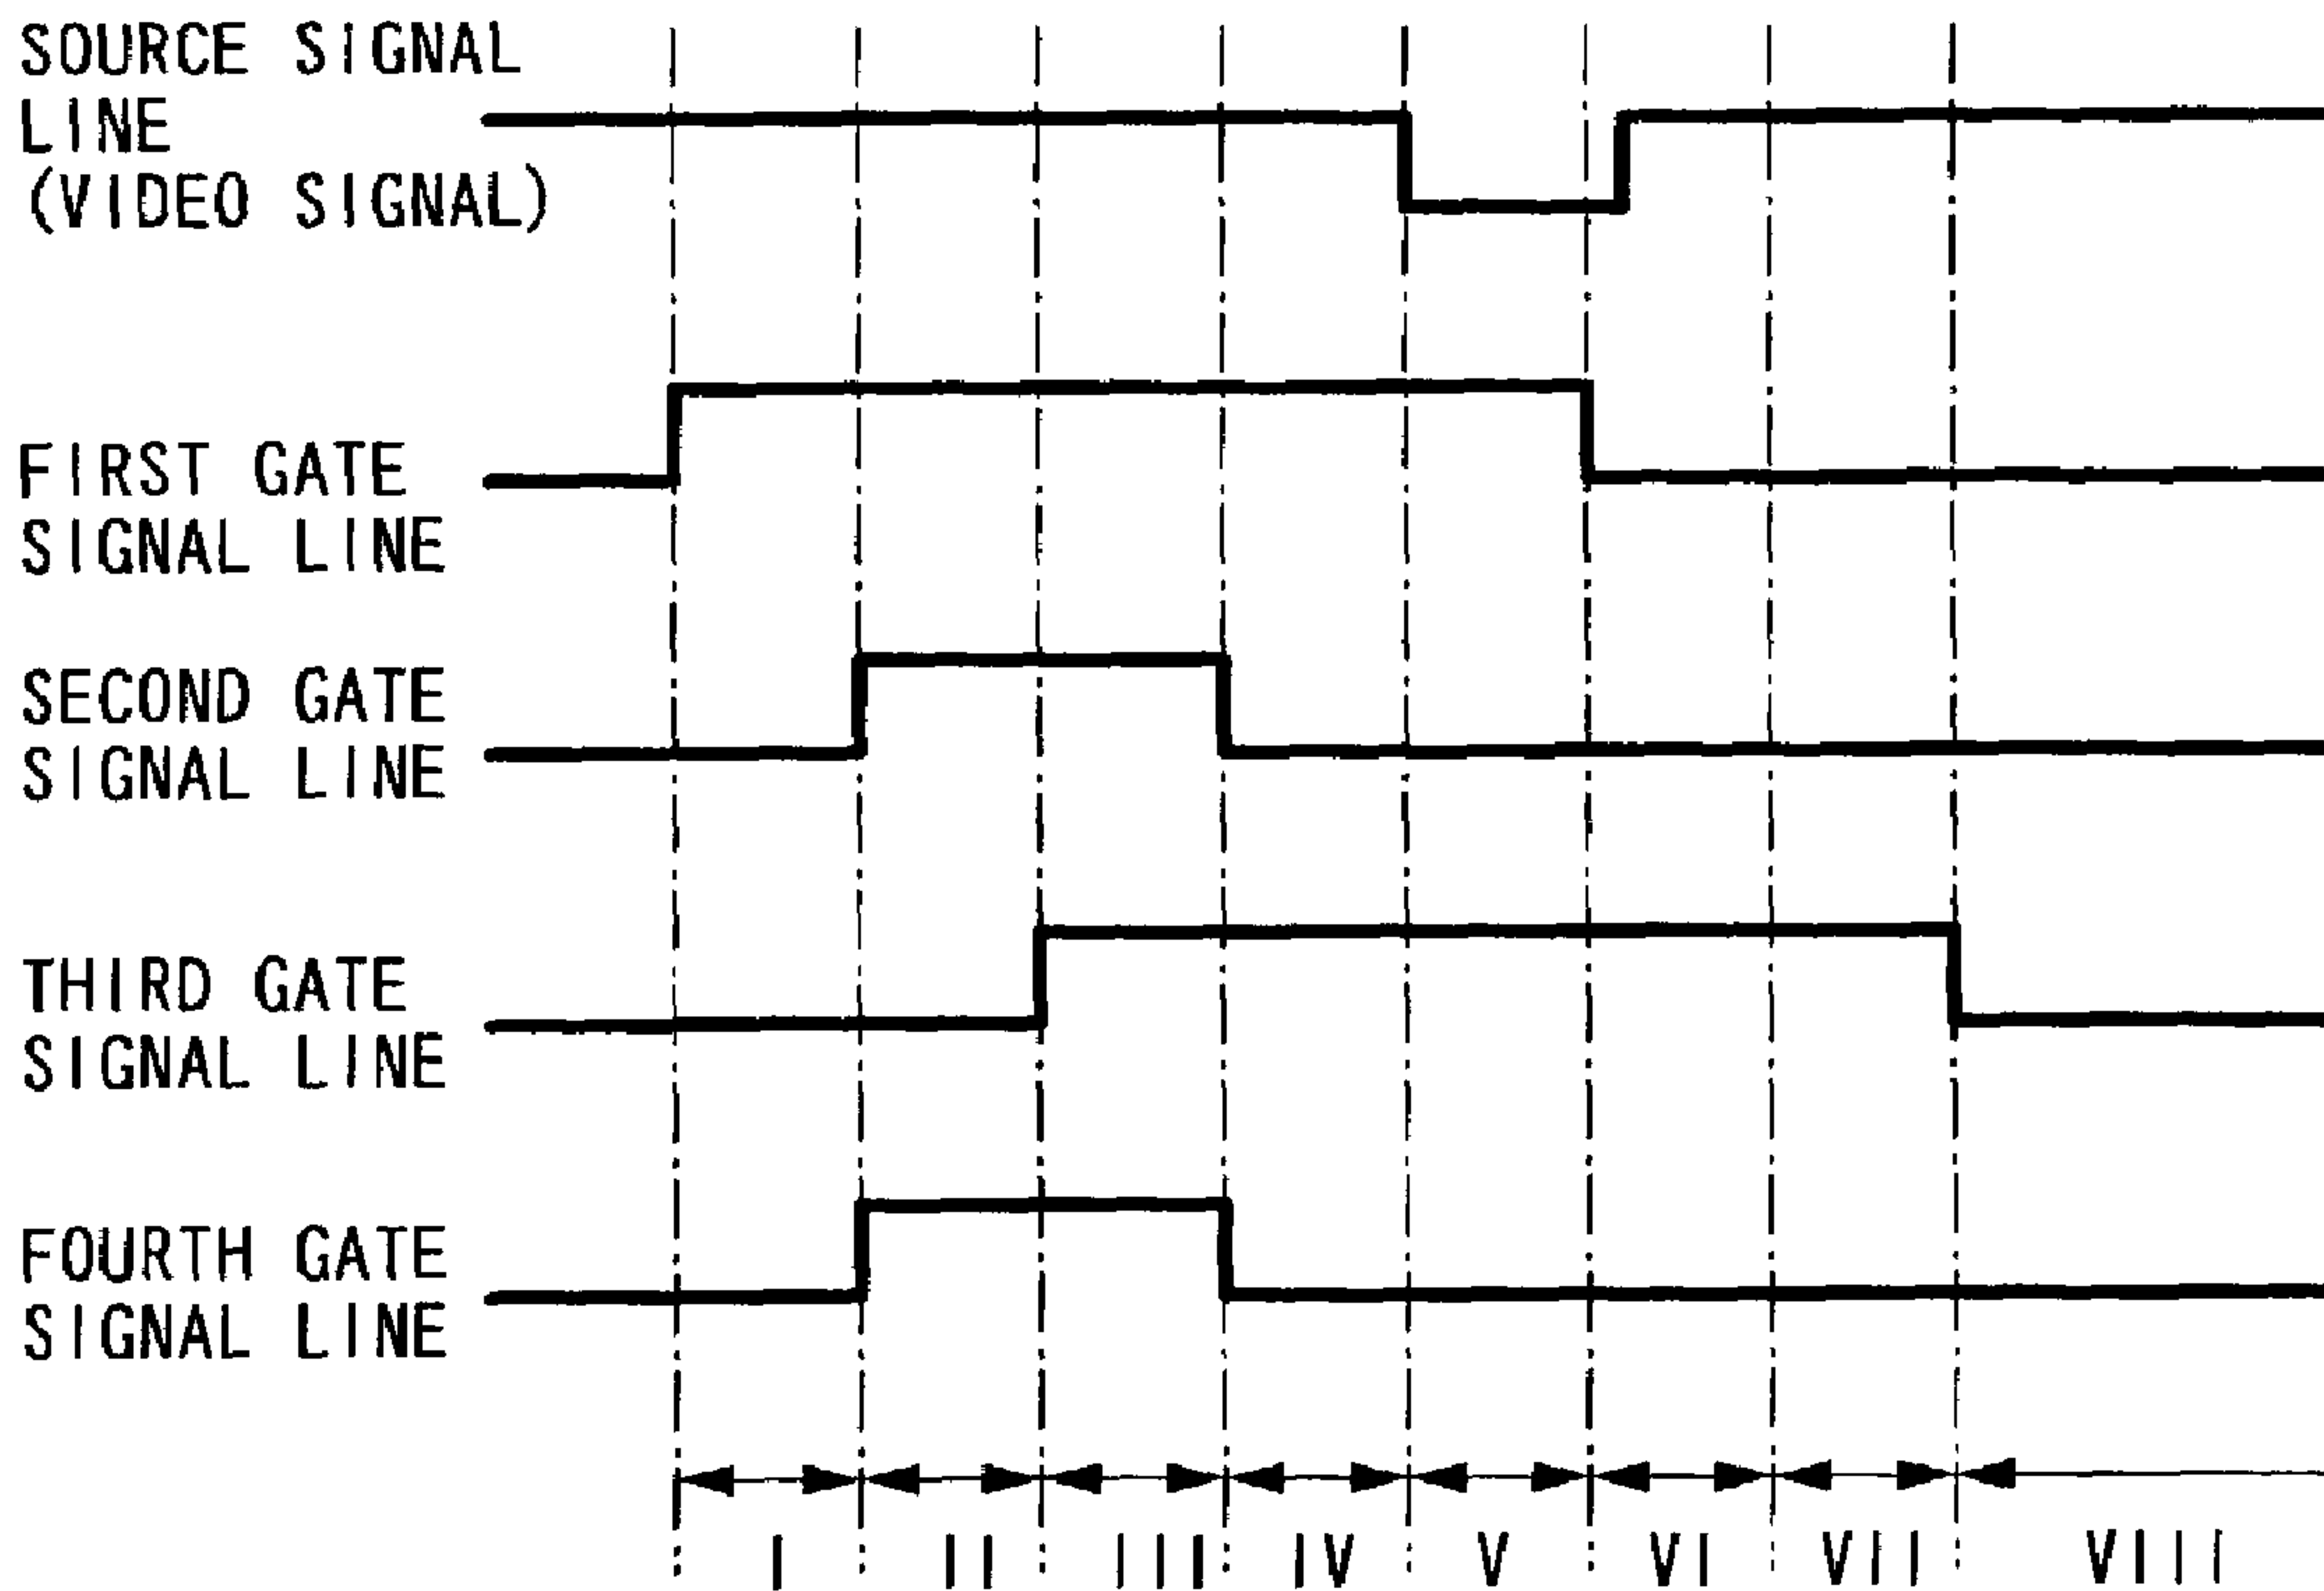 SOURCE SIGNAL
LINE
(VIDEO SIGNAL)
FIRST GATE
SIGNAL LINE
SECOND GATE
SIGNAL LINE
THIRD GATE
SIGNAL LINE
FOURTH GATE
SIGNAL LINE
I II III IV V VI VII VIII